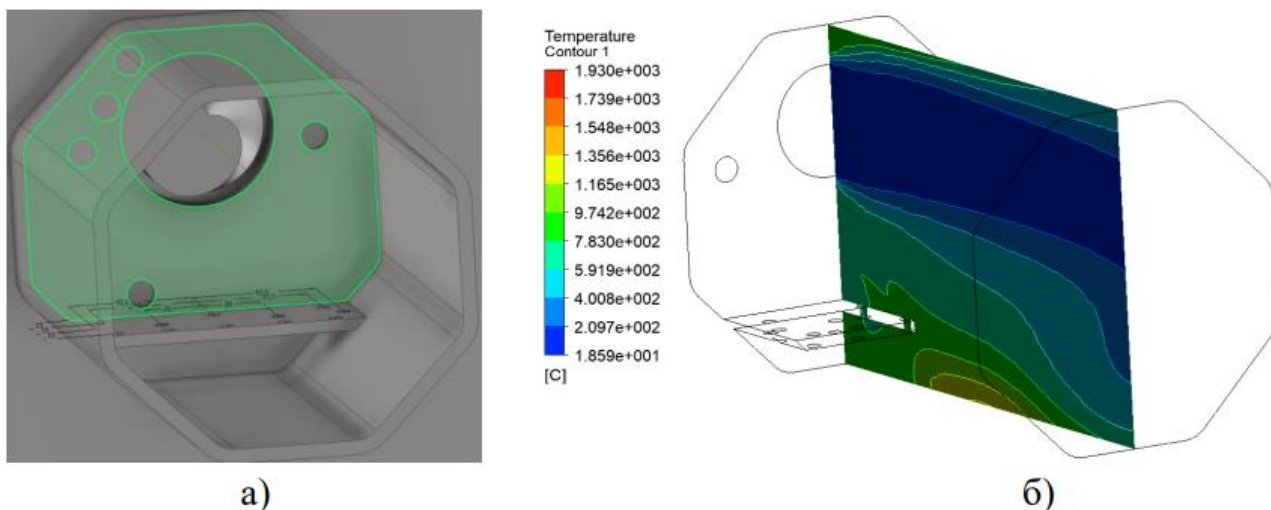 Temperature
Contour 1
1.930e+003
1.739e+003
1.548e+003
1.356e+003
1.165e+003
9.742e+002
7.830e+002
5.919e+002
4.008e+002
2.097e+002
1.859e+001
[C]
а)
б)